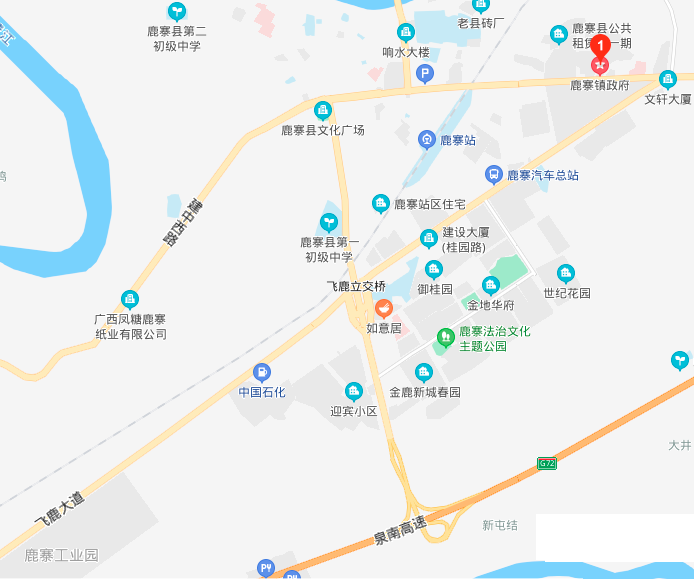 老县砖厂
鹿寨县第二
初级中学
鹿寨县公共
租赁
一期
响水大楼
1
P
鹿寨镇政府
文轩大厦
鹿寨县文化广场
鹿寨站
鹿寨汽车总站
鹿寨站区住宅
建中西路
鹿寨县第一
初级中学
建设大厦
(桂园路)
飞鹿立交桥
御桂园
世纪花园
金地华府
广西凤糖鹿寨
纸业有限公司
如意居
鹿寨法治文化
主题公园
中国石化
金鹿新城春园
迎宾小区
大井
G72
飞鹿大道
泉南高速
新屯结
鹿寨工业园
P